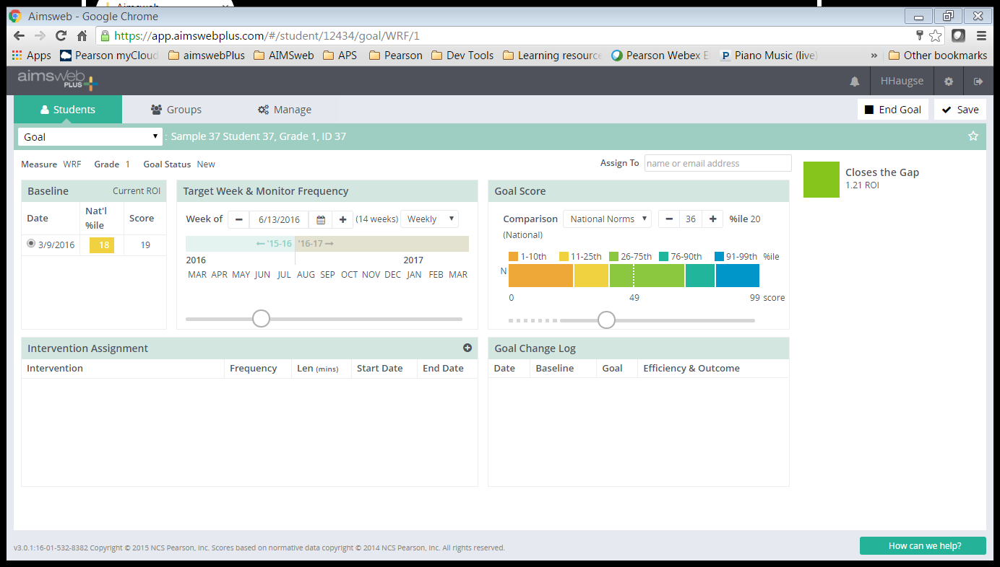 Aimsweb
Aimsweb - Google Chrome
https://app.aimswebplus.com/#/student/12434/goal/WRF/1
Apps Pearson myCloud aimswebPlus AIMSweb APS Pearson Dev Tools Learning resource Pearson Webex E Piano Music (live) » Other bookmarks
aimsweb PLUS HHaugse
Students Groups Manage End Goal Save
Goal : Sample 37 Student 37, Grade 1, ID 37
Measure WRF Grade 1 Goal Status New Assign To name or email address
Closes the Gap
1.21 ROI
Baseline Current ROI
Date Nat'l %ile Score
3/9/2016 18 19
Target Week & Monitor Frequency
Week of − 6/13/2016 + (14 weeks) Weekly
← '15-16 '16-17 →
2016 2017
MAR APR MAY JUN JUL AUG SEP OCT NOV DEC JAN FEB MAR
Goal Score
Comparison National Norms − 36 + %ile 20
(National)
1-10th 11-25th 26-75th 76-90th 91-99th %ile
N
0 49 99 score
Intervention Assignment
Intervention Frequency Len (mins) Start Date End Date
Goal Change Log
Date Baseline Goal Efficiency & Outcome
v3.0.1:16-01-532-8382 Copyright © 2015 NCS Pearson, Inc. Scores based on normative data copyright © 2014 NCS Pearson, Inc. All rights reserved.
How can we help?